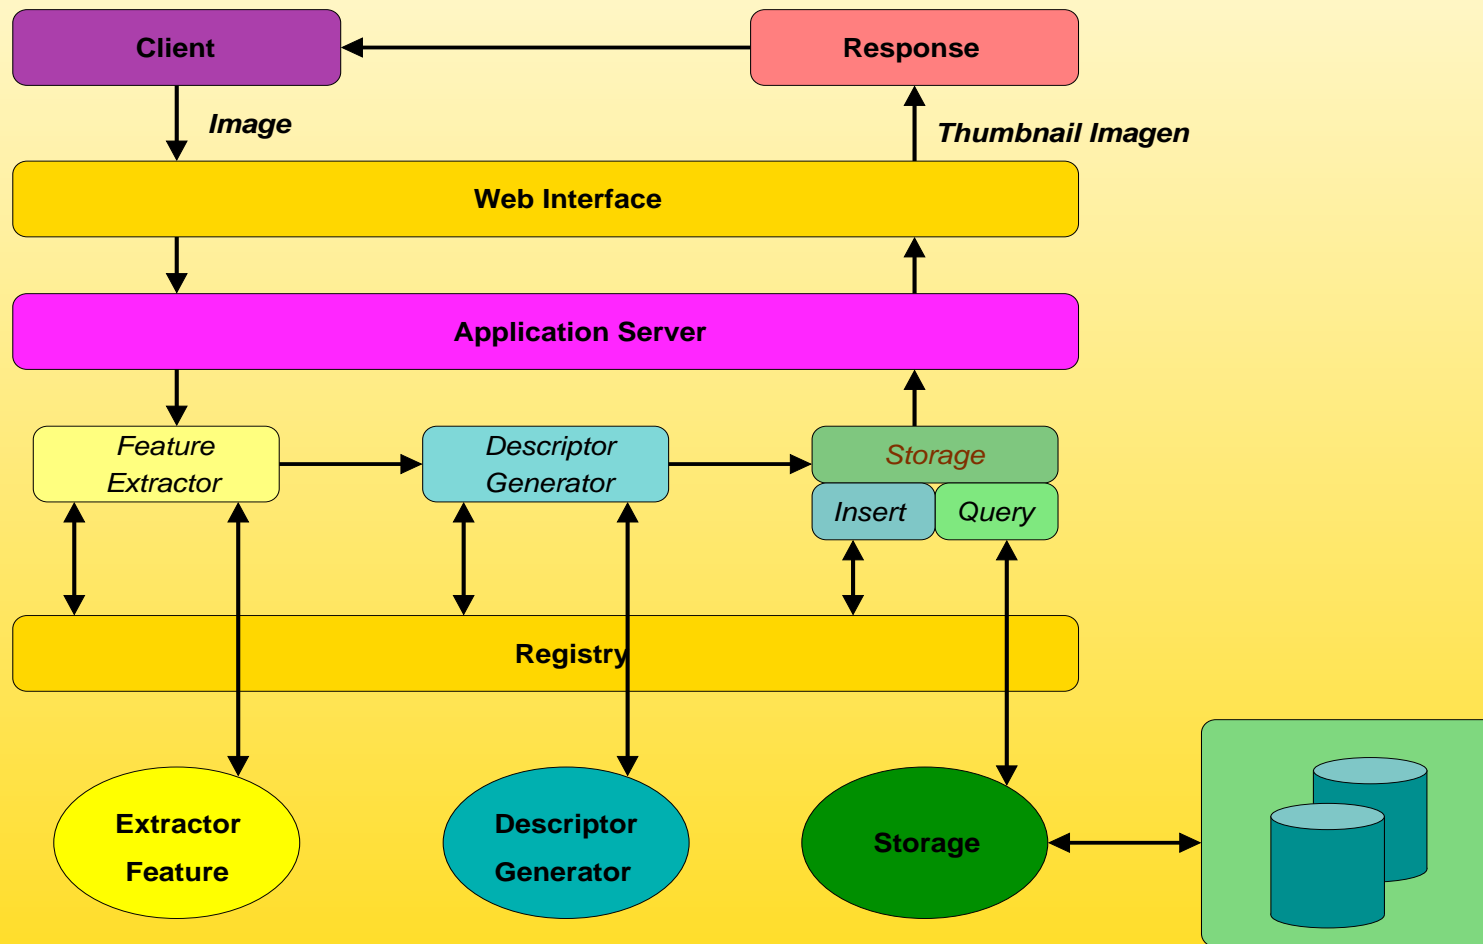 Client
Response
Image
Thumbnail Imagen
Web Interface
Application Server
Feature
Extractor
Descriptor
Generator
Storage
Insert
Query
Registry
Extractor
Feature
Descriptor
Generator
Storage